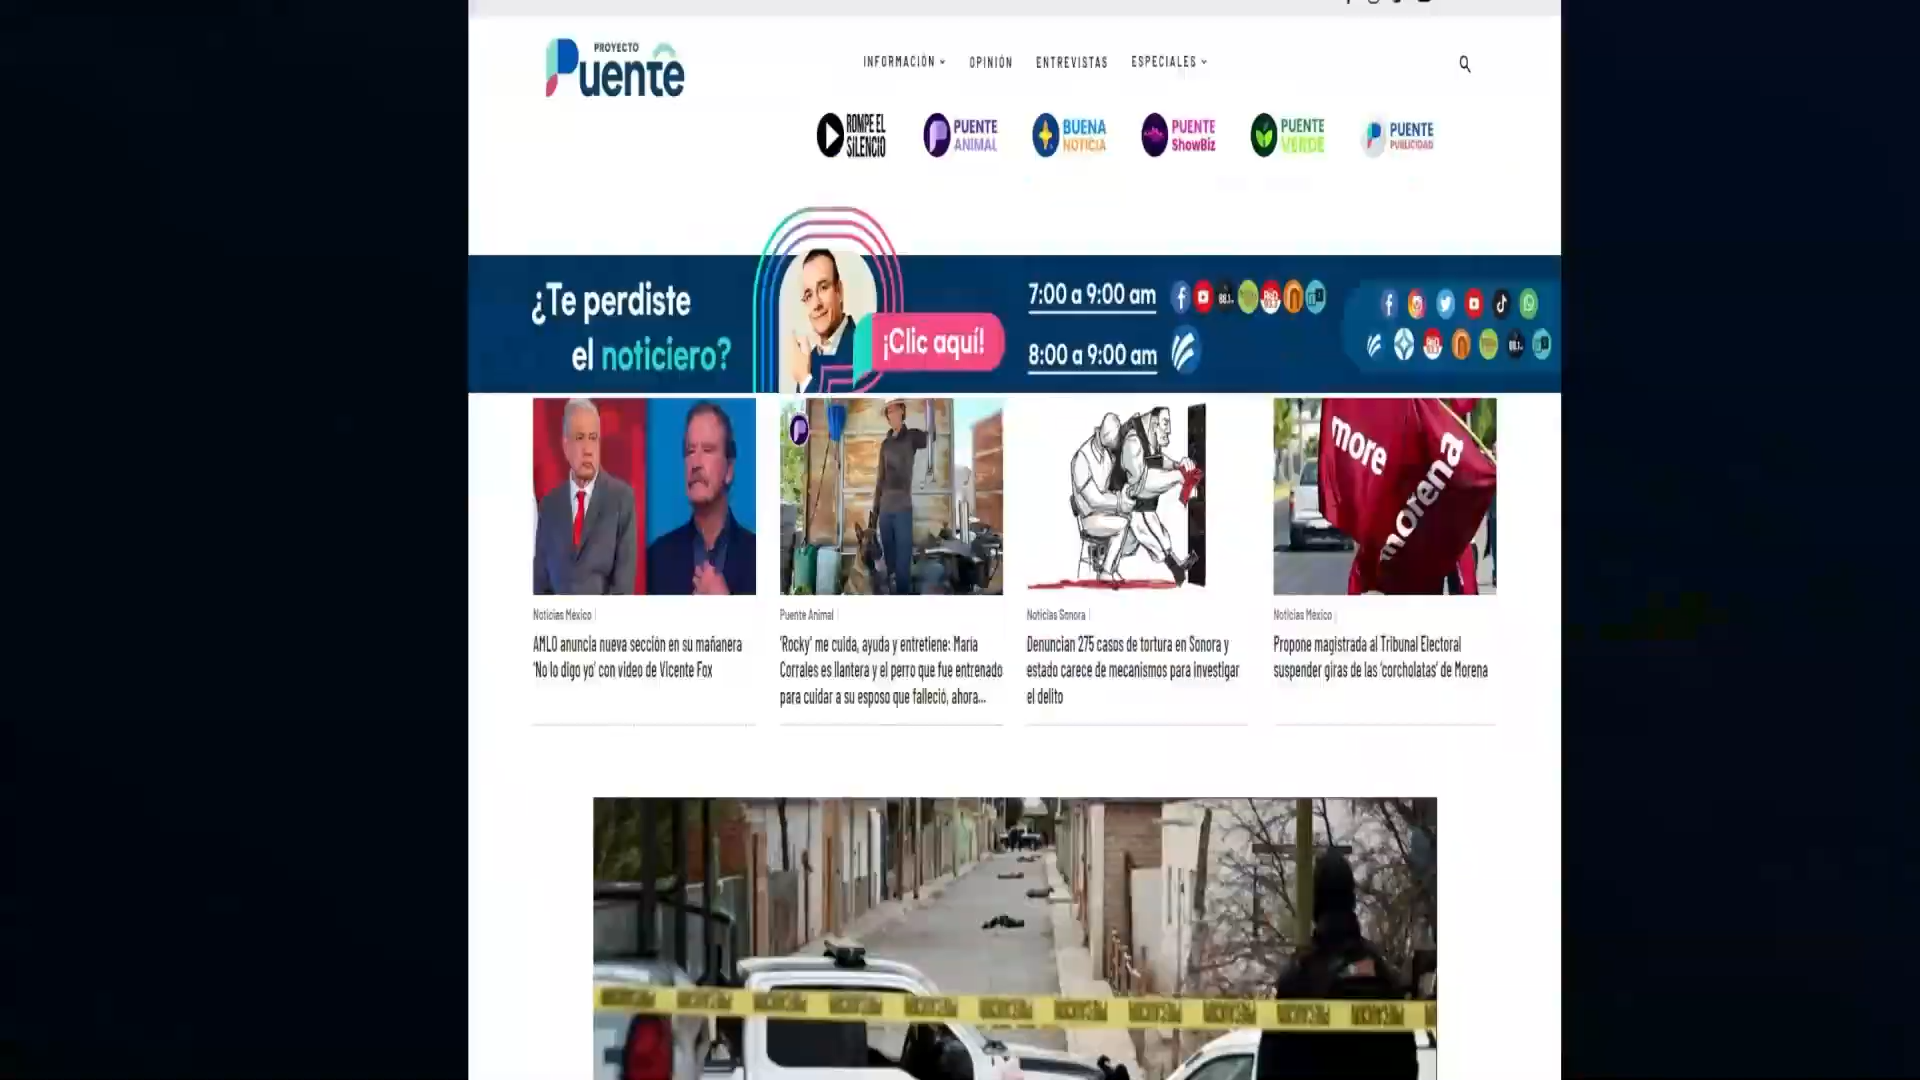 PROYECTO
Puente
INFORMACIÓN
OPINIÓN
ENTREVISTAS
ESPECIALES
ROMPE EL
SILENCIO
PUENTE
ANIMAL
BUENA
NOTICIA
PUENTE
ShowBiz
PUENTE
VERDE
PUENTE
PUBLICIDAD
¿Te perdiste
el noticiero?
¡Clic aquí!
7:00 a 9:00 am
8:00 a 9:00 am
more
morena
Noticias México
AMLO anuncia nueva sección en su mañanera
'No lo digo yo' con video de Vicente Fox
Puente Animal
'Rocky' me cuida, ayuda y entretiene: María
Corrales es llantera y el perro que fue entrenado
para cuidar a su esposo que falleció, ahora...
Noticias Sonora
Denuncian 275 casos de tortura en Sonora y
estado carece de mecanismos para investigar
el delito
Noticias México
Propone magistrada al Tribunal Electoral
suspender giras de las 'corcholatas' de Morena